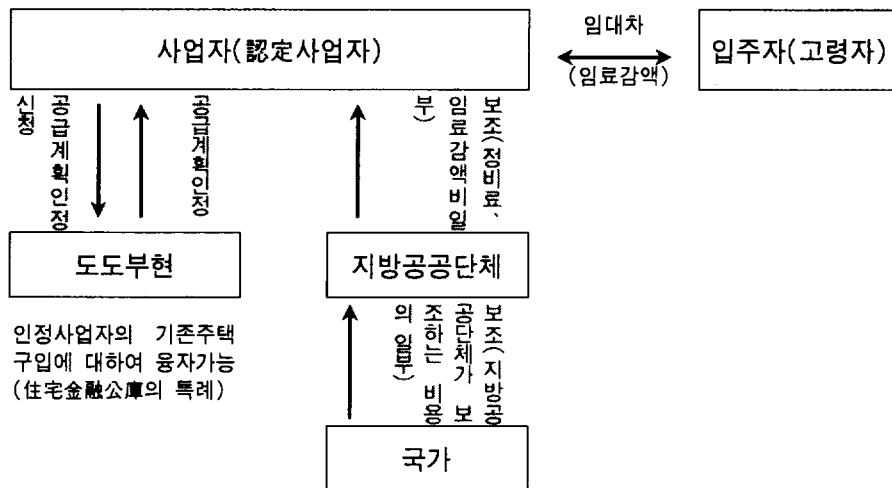 사업자(認定사업자)
임대차
(임료감액)
입주자(고령자)
공급계획인정
신청
공급계획인정
보조(정비료、
임료감액비일
부)
도도부현
지방공공단체
인정사업자의 기존주택
구입에 대하여 융자가능
(住宅金融公庫의 특례)
보조(지방공
공단체가 보
조하는 비용
의 일부)
국가